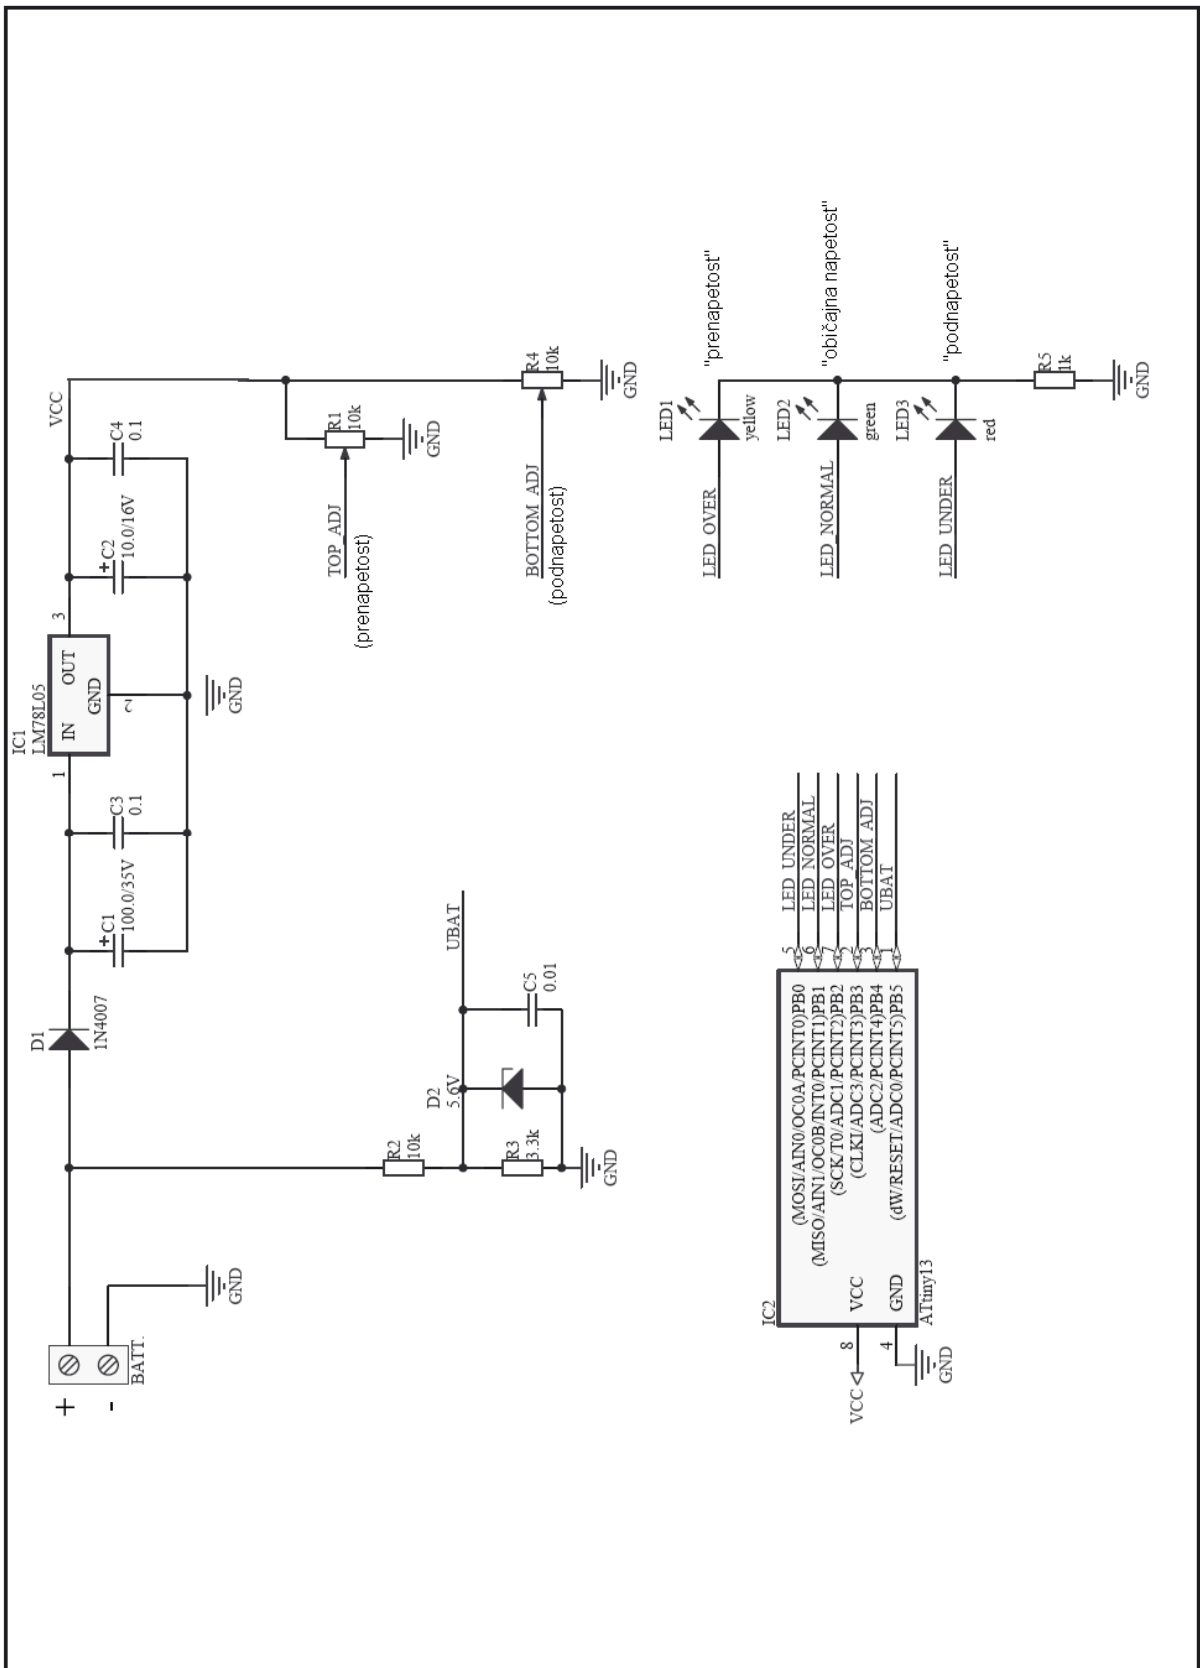 +
-
BATT.
GND
D1
1N4007
+
C1
100.0/35V
C3
0.1
IC1
LM78L05
1
IN
OUT
GND
2
3
GND
+
C2
10.0/16V
C4
0.1
VCC
R2
10k
R3
3.3k
D2
5.6V
C5
0.01
UBAT
GND
TOP_ADJ
(prenapetost)
R1
10k
GND
BOTTOM_ADJ
(podnapetost)
R4
10k
GND
IC2
ATtiny13
VCC
8
VCC
4
GND
GND
(MOSI/AIN0/OC0A/PCINT0)PB0
(MISO/AIN1/OC0B/INT0/PCINT1)PB1
(SCK/T0/ADC1/PCINT2)PB2
(CLKI/ADC3/PCINT3)PB3
(ADC2/PCINT4)PB4
(dW/RESET/ADC0/PCINT5)PB5
5
6
7
2
3
1
LED_UNDER
LED_NORMAL
LED_OVER
TOP_ADJ
BOTTOM_ADJ
UBAT
LED_OVER
LED1
yellow
"prenapetost"
LED_NORMAL
LED2
green
"običajna napetost"
LED_UNDER
LED3
red
"podnapetost"
R5
1k
GND